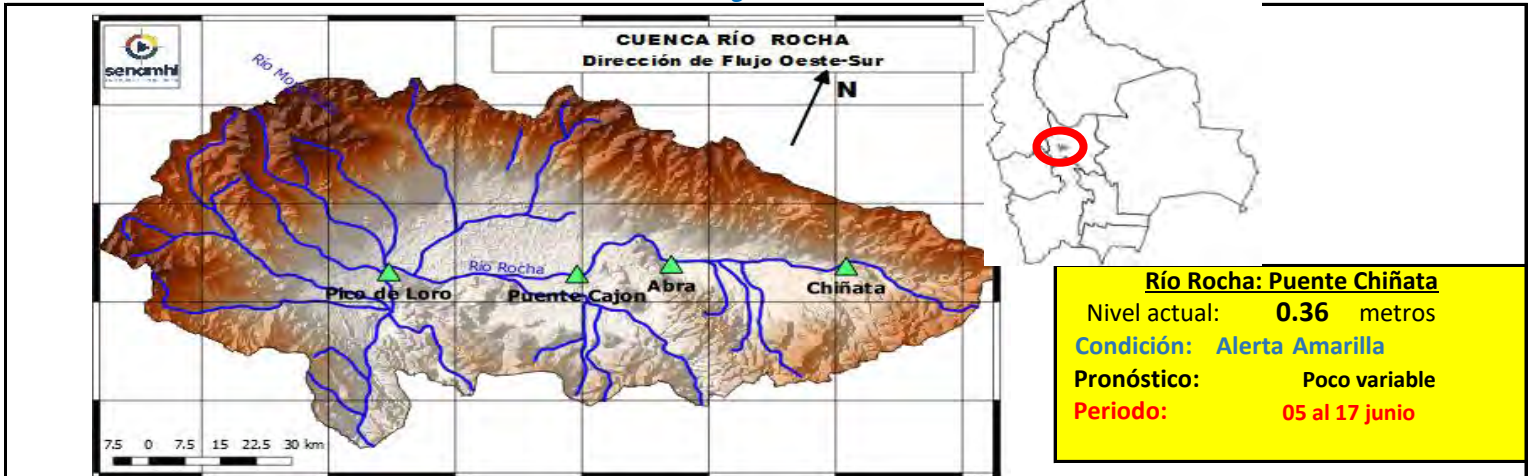 senamhi
CUENCA RÍO ROCHA
Dirección de Flujo Oeste-Sur
N
Río Rocha
Pico de Loro
Puente Cajon
Abra
Chiñata
7.5 0 7.5 15 22.5 30 km
Río Rocha: Puente Chiñata
Nivel actual: 0.36 metros
Condición: Alerta Amarilla
Pronóstico: Poco variable
Periodo: 05 al 17 junio